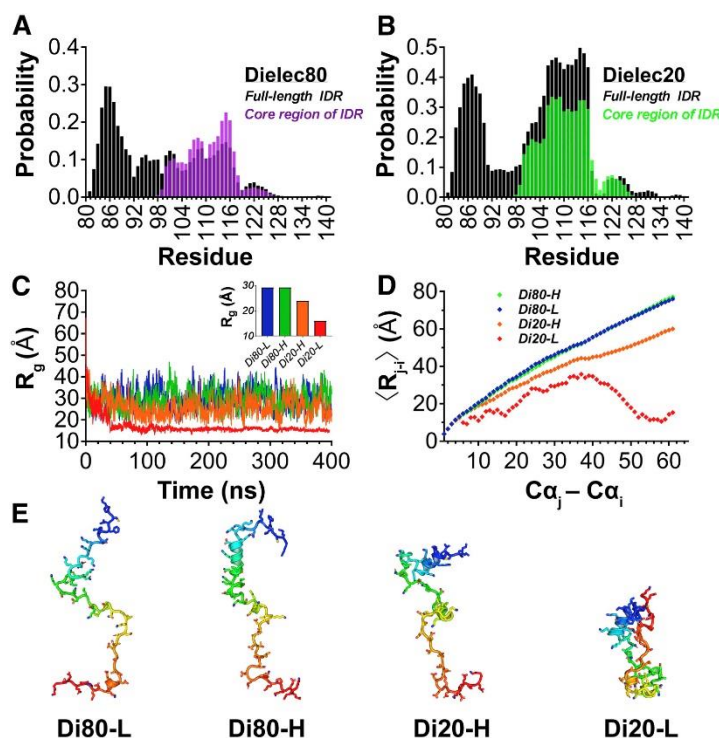 A
Probability
0.4
0.3
0.2
0.1
0.0
Dielec80
Full-length IDR
Core region of IDR
80 86 92 98 104 110 116 122 128 134 140
Residue
B
Probability
0.5
0.4
0.3
0.2
0.1
0.0
Dielec20
Full-length IDR
Core region of IDR
80 86 92 98 104 110 116 122 128 134 140
Residue
C
Rg (Å)
80
70
60
50
40
30
20
10
0 100 200 300 400
Time (ns)
Rg (Å)
30
20
10
Di80-L Di80-H Di20-H Di20-L
D
⟨Rj-i⟩ (Å)
80
60
40
20
0
Di80-H
Di80-L
Di20-H
Di20-L
10 20 30 40 50 60
Cαj – Cαi
E
Di80-L Di80-H Di20-H Di20-L